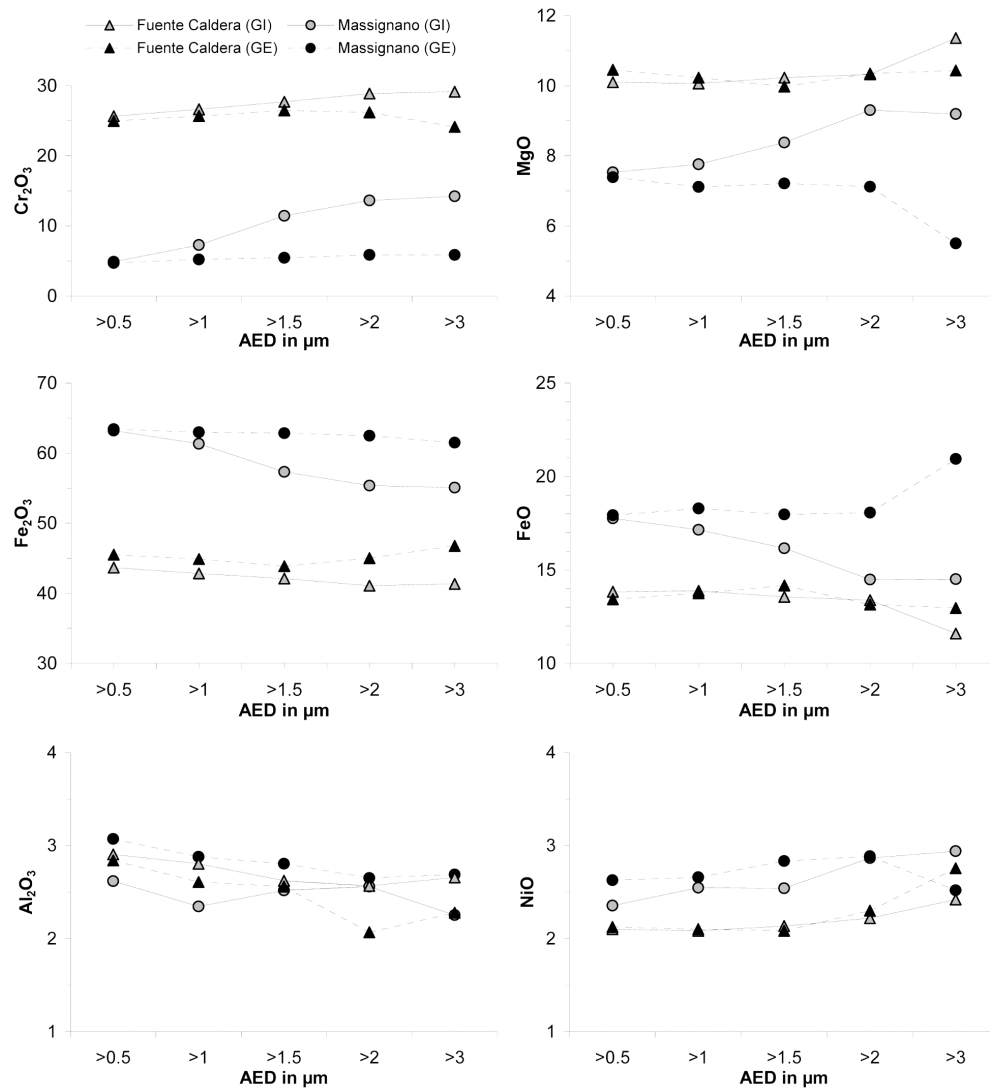 Fuente Caldera (GI) Massignano (GI)
Fuente Caldera (GE) Massignano (GE)
30
20
10
0
Cr₂O₃
>0.5 >1 >1.5 >2 >3
AED in µm
12
10
8
6
4
MgO
>0.5 >1 >1.5 >2 >3
AED in µm
70
60
50
40
30
Fe₂O₃
>0.5 >1 >1.5 >2 >3
AED in µm
25
20
15
10
FeO
>0.5 >1 >1.5 >2 >3
AED in µm
4
3
2
1
Al₂O₃
>0.5 >1 >1.5 >2 >3
AED in µm
4
3
2
1
NiO
>0.5 >1 >1.5 >2 >3
AED in µm